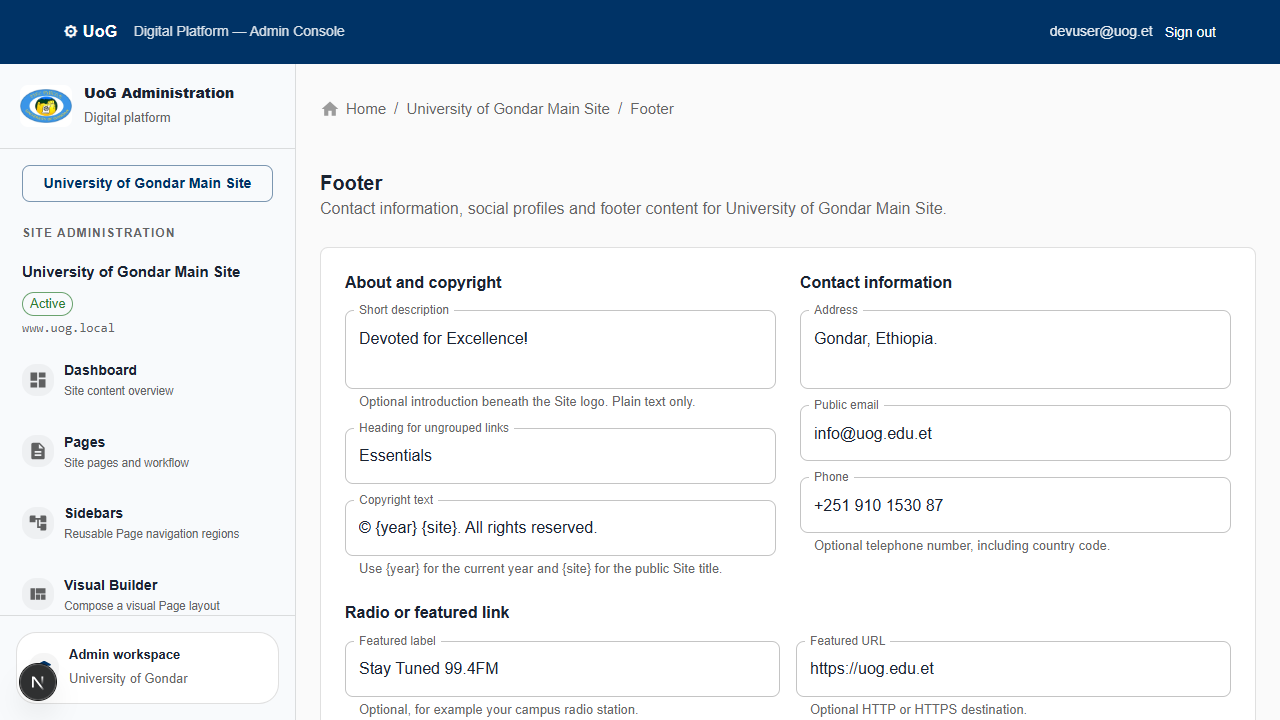 UoG Digital Platform — Admin Console
devuser@uog.et Sign out
UoG Administration
Digital platform
University of Gondar Main Site
SITE ADMINISTRATION
University of Gondar Main Site
Active
www.uog.local
Dashboard
Site content overview
Pages
Site pages and workflow
Sidebars
Reusable Page navigation regions
Visual Builder
Compose a visual Page layout
Admin workspace
University of Gondar
N
Home / University of Gondar Main Site / Footer
Footer
Contact information, social profiles and footer content for University of Gondar Main Site.
About and copyright
Short description
Devoted for Excellence!
Optional introduction beneath the Site logo. Plain text only.
Heading for ungrouped links
Essentials
Copyright text
© {year} {site}. All rights reserved.
Use {year} for the current year and {site} for the public Site title.
Contact information
Address
Gondar, Ethiopia.
Public email
info@uog.edu.et
Phone
+251 910 1530 87
Optional telephone number, including country code.
Radio or featured link
Featured label
Stay Tuned 99.4FM
Optional, for example your campus radio station.
Featured URL
https://uog.edu.et
Optional HTTP or HTTPS destination.